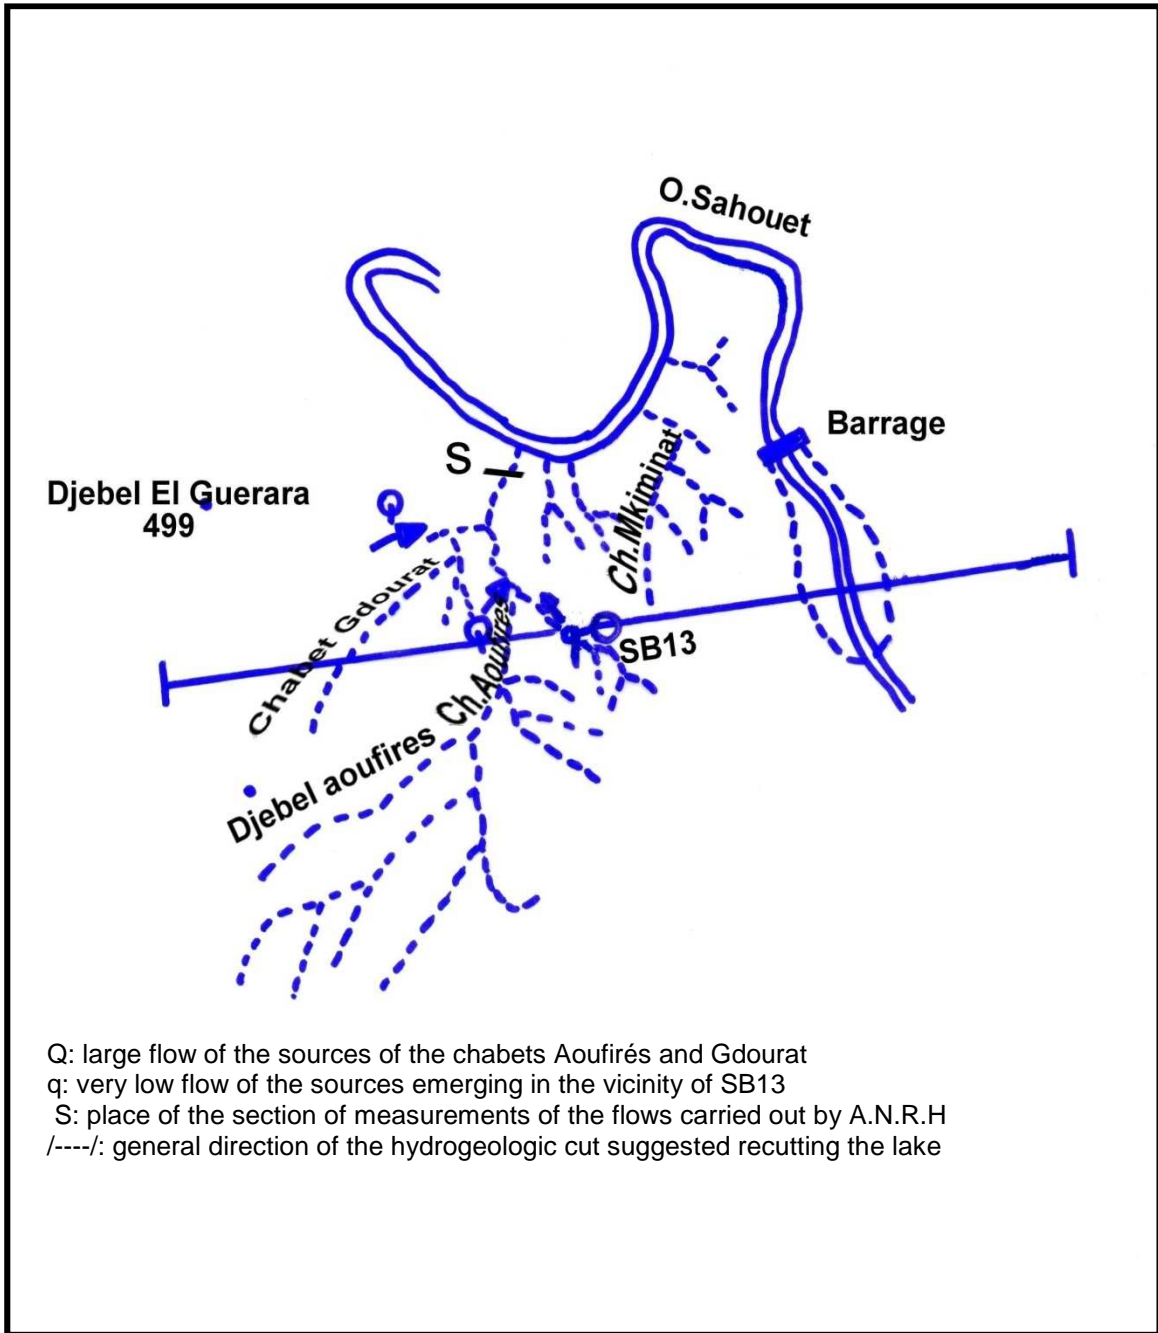 O.Sahouet
Barrage
S
Ch.Mkiminat
Djebel El Guerara
499
Q
Chabet Gdourat
Q
q
SB13
Ch.Aoufires
Djebel aoufires
Q: large flow of the sources of the chabets Aoufirés and Gdourat
q: very low flow of the sources emerging in the vicinity of SB13
S: place of the section of measurements of the flows carried out by A.N.R.H
/----/: general direction of the hydrogeologic cut suggested recutting the lake